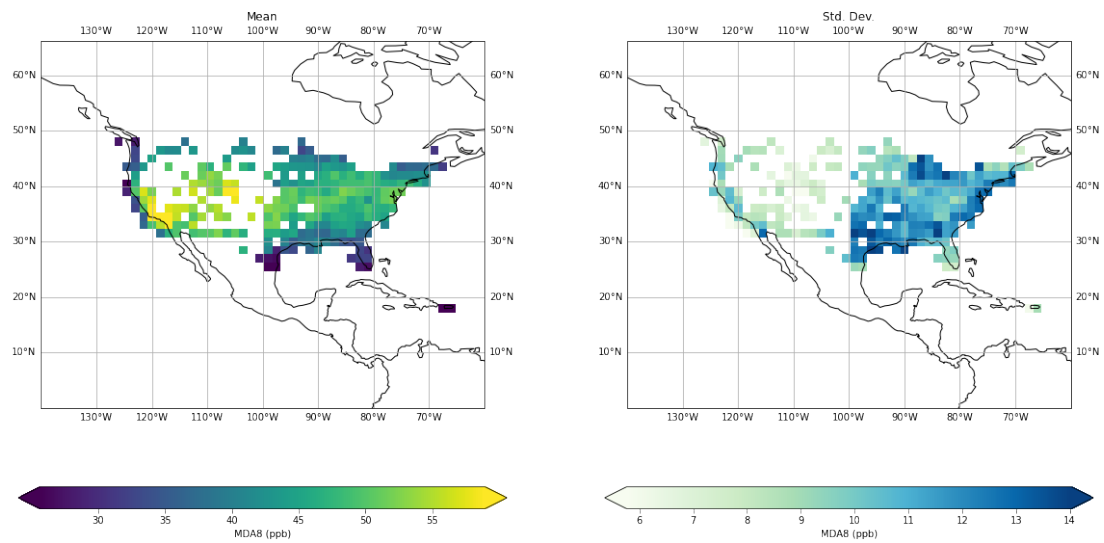 Mean
130°W 120°W 110°W 100°W 90°W 80°W 70°W
60°N 60°N
50°N 50°N
40°N 40°N
30°N 30°N
20°N 20°N
10°N 10°N
130°W 120°W 110°W 100°W 90°W 80°W 70°W
30 35 40 45 50 55
MDA8 (ppb)
Std. Dev.
130°W 120°W 110°W 100°W 90°W 80°W 70°W
60°N 60°N
50°N 50°N
40°N 40°N
30°N 30°N
20°N 20°N
10°N 10°N
130°W 120°W 110°W 100°W 90°W 80°W 70°W
6 7 8 9 10 11 12 13 14
MDA8 (ppb)